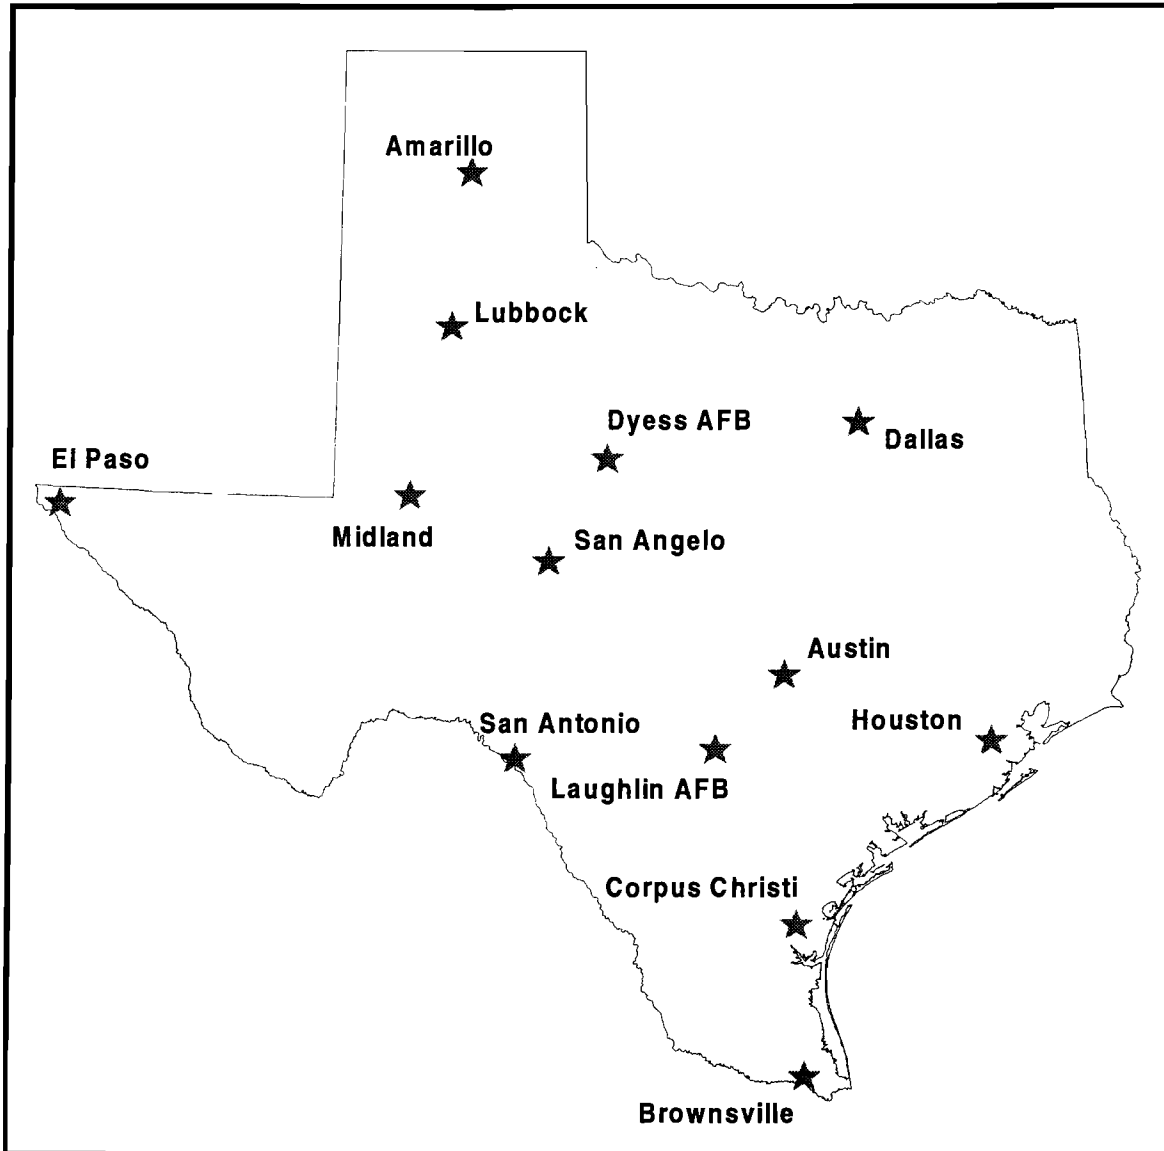 Amarillo
Lubbock
Dyess AFB
Dallas
El Paso
Midland
San Angelo
Austin
Houston
San Antonio
Laughlin AFB
Corpus Christi
Brownsville